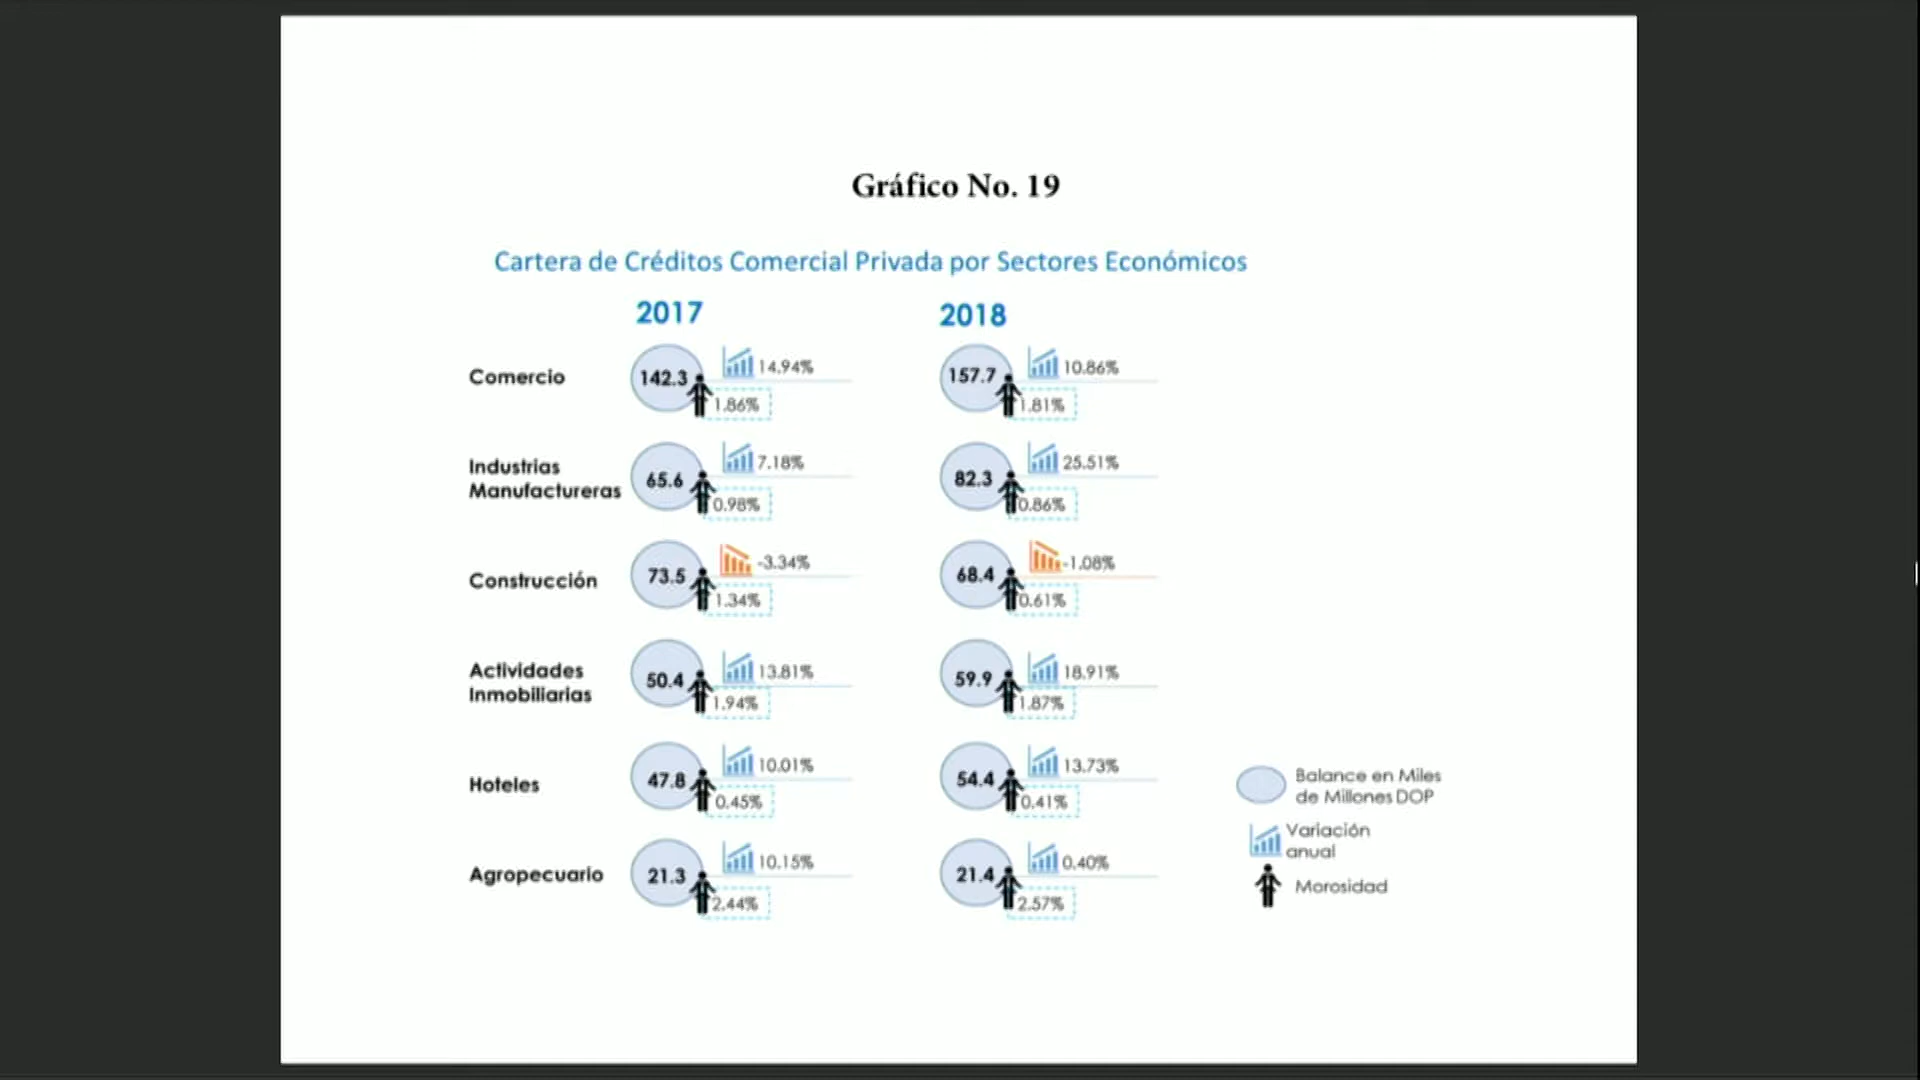 Gráfico No. 19
Cartera de Créditos Comercial Privada por Sectores Económicos
2017
2018
Comercio
142.3
14.94%
1.86%
157.7
10.86%
1.81%
Industrias
Manufactureras
65.6
7.18%
0.98%
82.3
25.51%
0.86%
Construcción
73.5
-3.34%
1.34%
68.4
-1.08%
0.61%
Actividades
Inmobiliarias
50.4
13.81%
1.94%
59.9
18.91%
1.87%
Hoteles
47.8
10.01%
0.45%
54.4
13.73%
0.41%
Agropecuario
21.3
10.15%
2.44%
21.4
0.40%
2.57%
Balance en Miles
de Millones DOP
Variación
anual
Morosidad